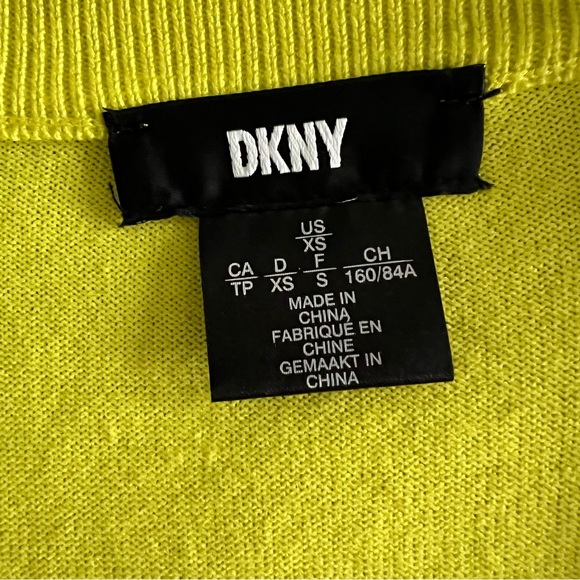 DKNY
US
XS
CA D F CH
TP XS S 160/84A
MADE IN
CHINA
FABRIQUÉ EN
CHINE
GEMAAKT IN
CHINA